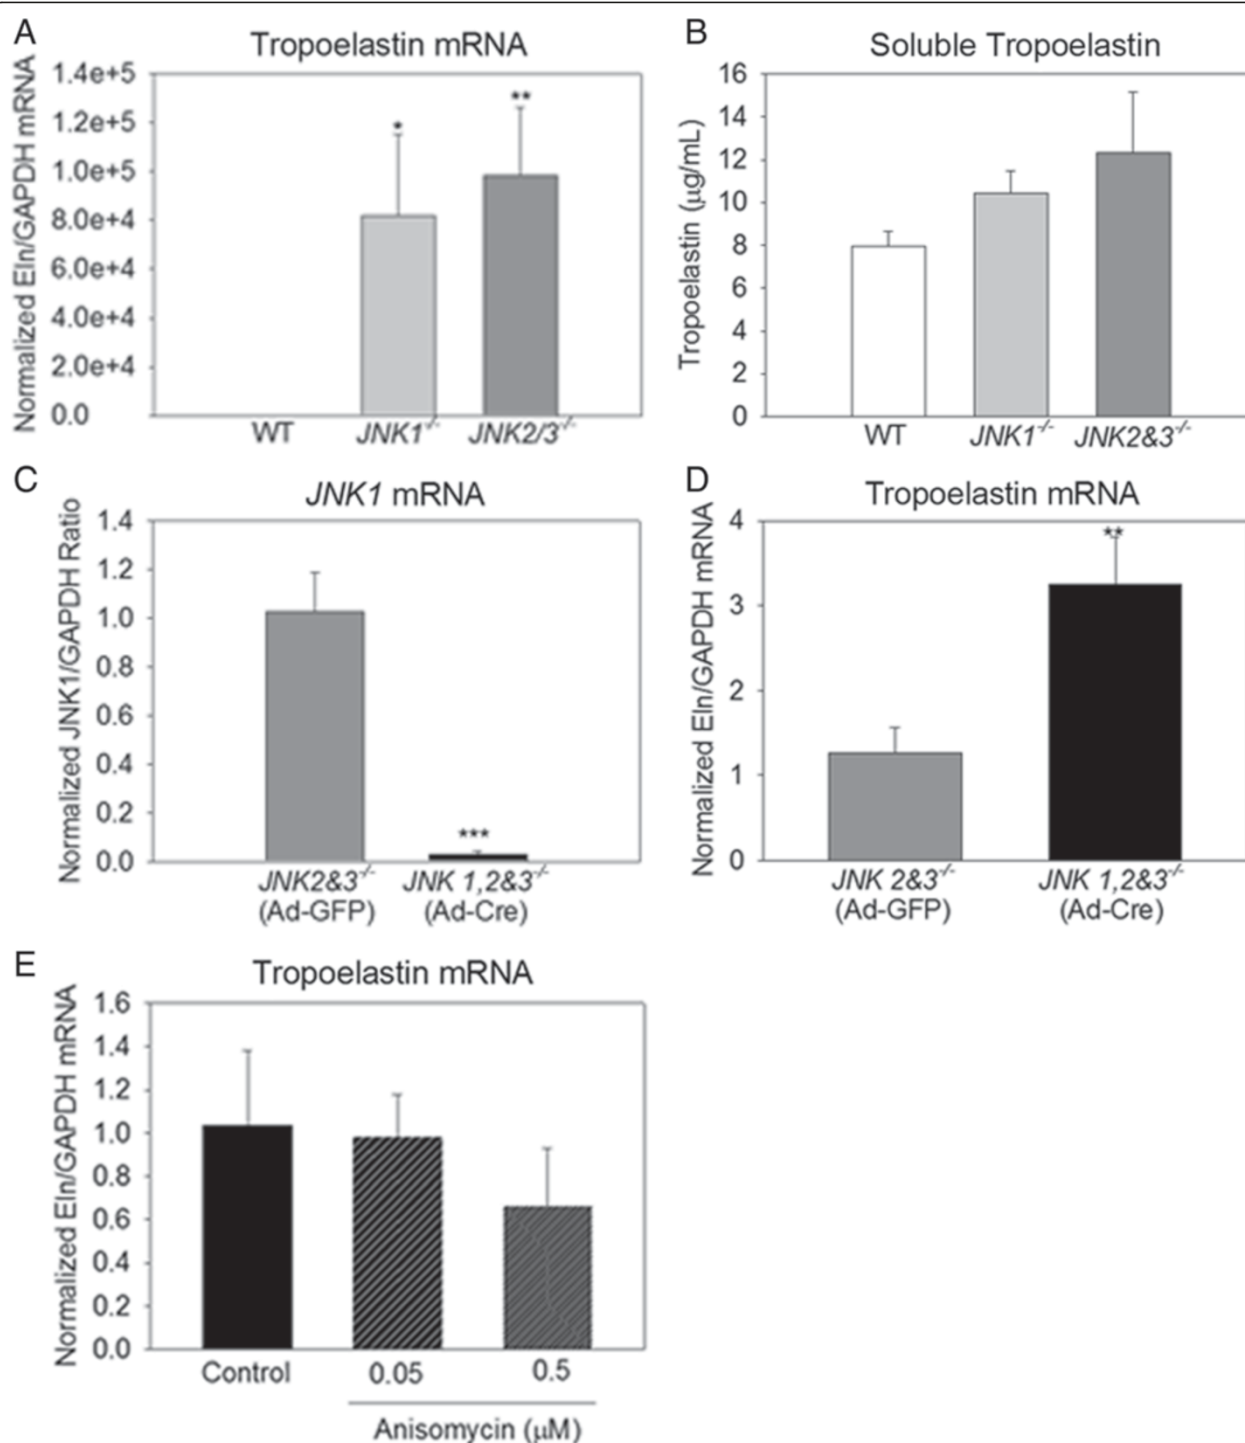 A
Tropoelastin mRNA
Normalized Eln/GAPDH mRNA
1.4e+5
1.2e+5
1.0e+5
8.0e+4
6.0e+4
4.0e+4
2.0e+4
0.0
*
**
WT
JNK1-/-
JNK2/3-/-
B
Soluble Tropoelastin
Tropoelastin (µg/mL)
16
14
12
10
8
6
4
2
0
WT
JNK1-/-
JNK2&3-/-
C
JNK1 mRNA
Normalized JNK1/GAPDH Ratio
1.4
1.2
1.0
0.8
0.6
0.4
0.2
0.0
***
JNK2&3-/-
(Ad-GFP)
JNK 1,2&3-/-
(Ad-Cre)
D
Tropoelastin mRNA
Normalized Eln/GAPDH mRNA
4
3
2
1
0
**
JNK 2&3-/-
(Ad-GFP)
JNK 1,2&3-/-
(Ad-Cre)
E
Tropoelastin mRNA
Normalized Eln/GAPDH mRNA
1.6
1.4
1.2
1.0
0.8
0.6
0.4
0.2
0.0
Control
0.05
0.5
Anisomycin (µM)